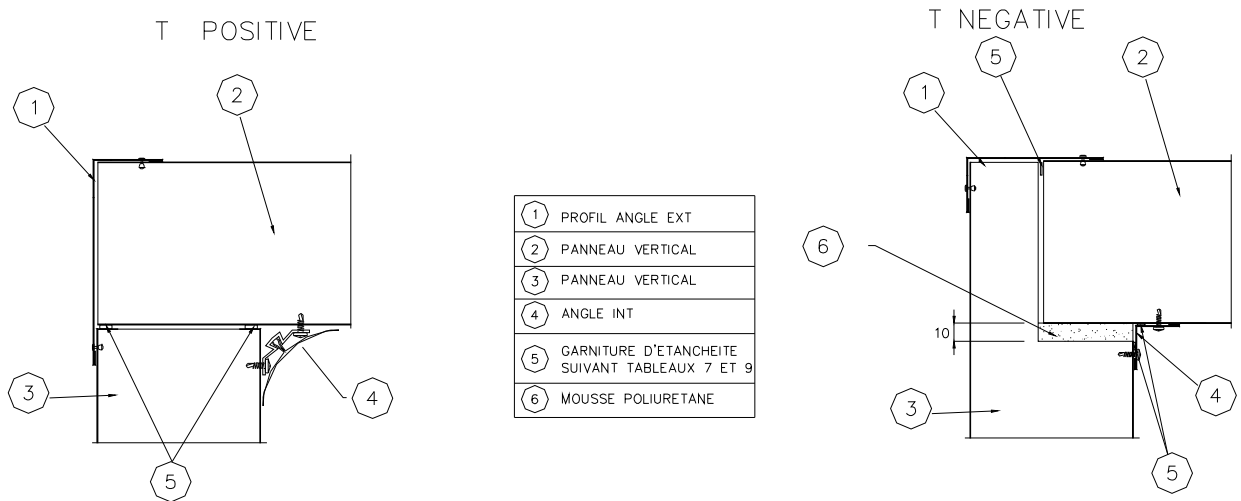 T POSITIVE
T NEGATIVE
1
2
3
4
5
1 PROFIL ANGLE EXT
2 PANNEAU VERTICAL
3 PANNEAU VERTICAL
4 ANGLE INT
5 GARNITURE D'ETANCHEITE
SUIVANT TABLEAUX 7 ET 9
6 MOUSSE POLIURETANE
5
2
1
6
10
3
4
5